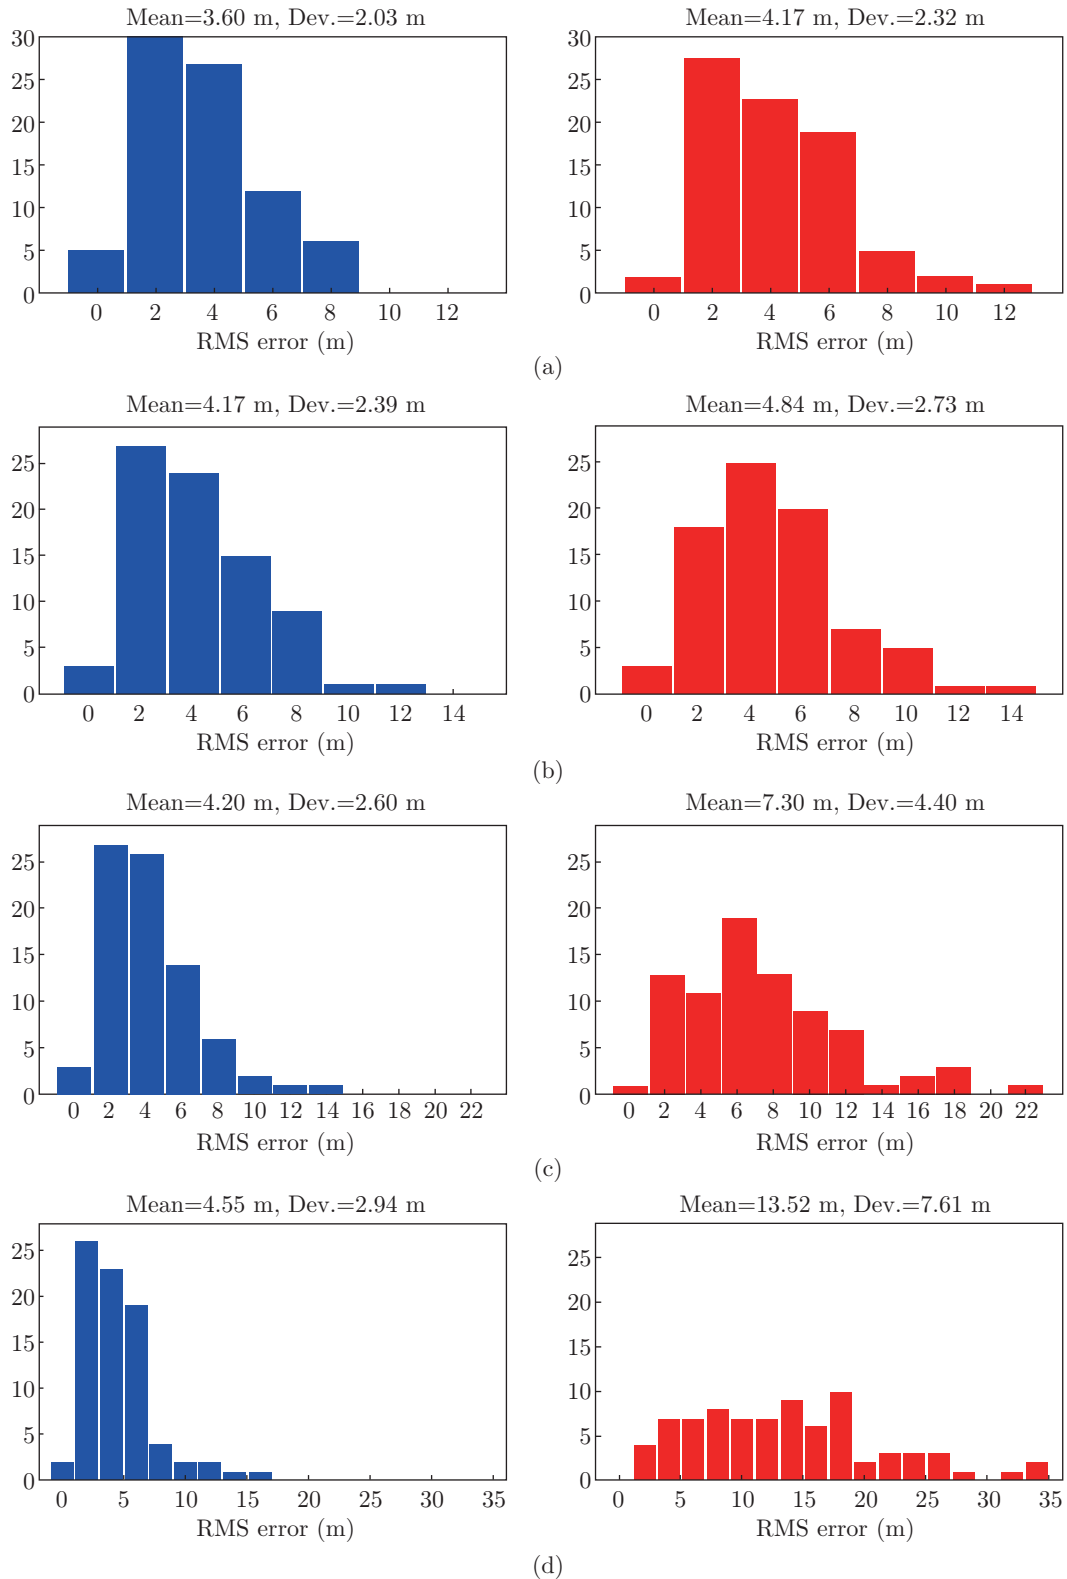 Mean=3.60 m, Dev.=2.03 m
30
25
20
15
10
5
0
0 2 4 6 8 10 12
RMS error (m)
Mean=4.17 m, Dev.=2.32 m
30
25
20
15
10
5
0
0 2 4 6 8 10 12
RMS error (m)
(a)
Mean=4.17 m, Dev.=2.39 m
25
20
15
10
5
0
0 2 4 6 8 10 12 14
RMS error (m)
Mean=4.84 m, Dev.=2.73 m
25
20
15
10
5
0
0 2 4 6 8 10 12 14
RMS error (m)
(b)
Mean=4.20 m, Dev.=2.60 m
25
20
15
10
5
0
0 2 4 6 8 10 12 14 16 18 20 22
RMS error (m)
Mean=7.30 m, Dev.=4.40 m
25
20
15
10
5
0
0 2 4 6 8 10 12 14 16 18 20 22
RMS error (m)
(c)
Mean=4.55 m, Dev.=2.94 m
25
20
15
10
5
0
0 5 10 15 20 25 30 35
RMS error (m)
Mean=13.52 m, Dev.=7.61 m
25
20
15
10
5
0
0 5 10 15 20 25 30 35
RMS error (m)
(d)